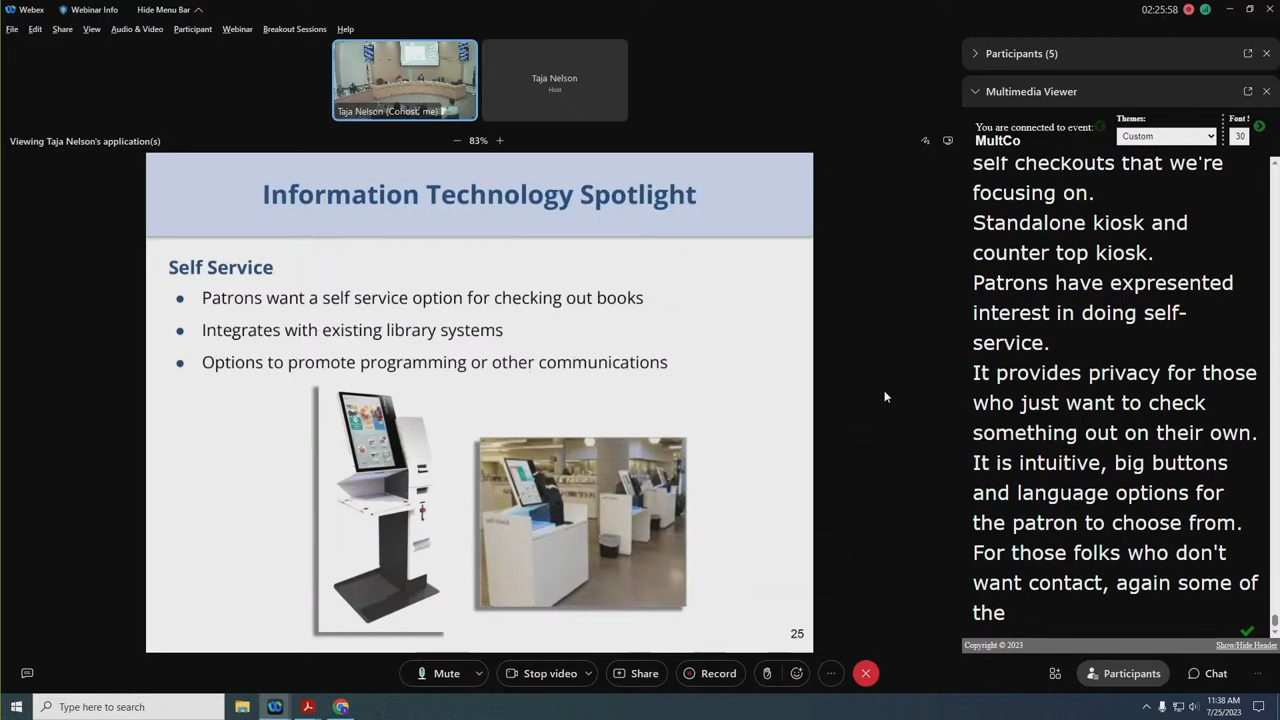 Webex
Webinar Info
Hide Menu Bar
02:25:58
File Edit Share View Audio & Video Participant Webinar Breakout Sessions Help
Taja Nelson (Cohost, me)
Taja Nelson
Host
Viewing Taja Nelson's application(s)
83%
Information Technology Spotlight
Self Service
Patrons want a self service option for checking out books
Integrates with existing library systems
Options to promote programming or other communications
25
Participants (5)
Multimedia Viewer
You are connected to event:
MultCo
Themes:
Custom
Font
30
self checkouts that we're
focusing on.
Standalone kiosk and
counter top kiosk.
Patrons have expressed
interest in doing self-
service.
It provides privacy for those
who just want to check
something out on their own.
It is intuitive, big buttons
and language options for
the patron to choose from.
For those folks who don't
want contact, again some of
the
Copyright © 2023
Show/Hide Header
Mute
Stop video
Share
Record
Participants
Chat
Type here to search
11:38 AM
7/25/2023